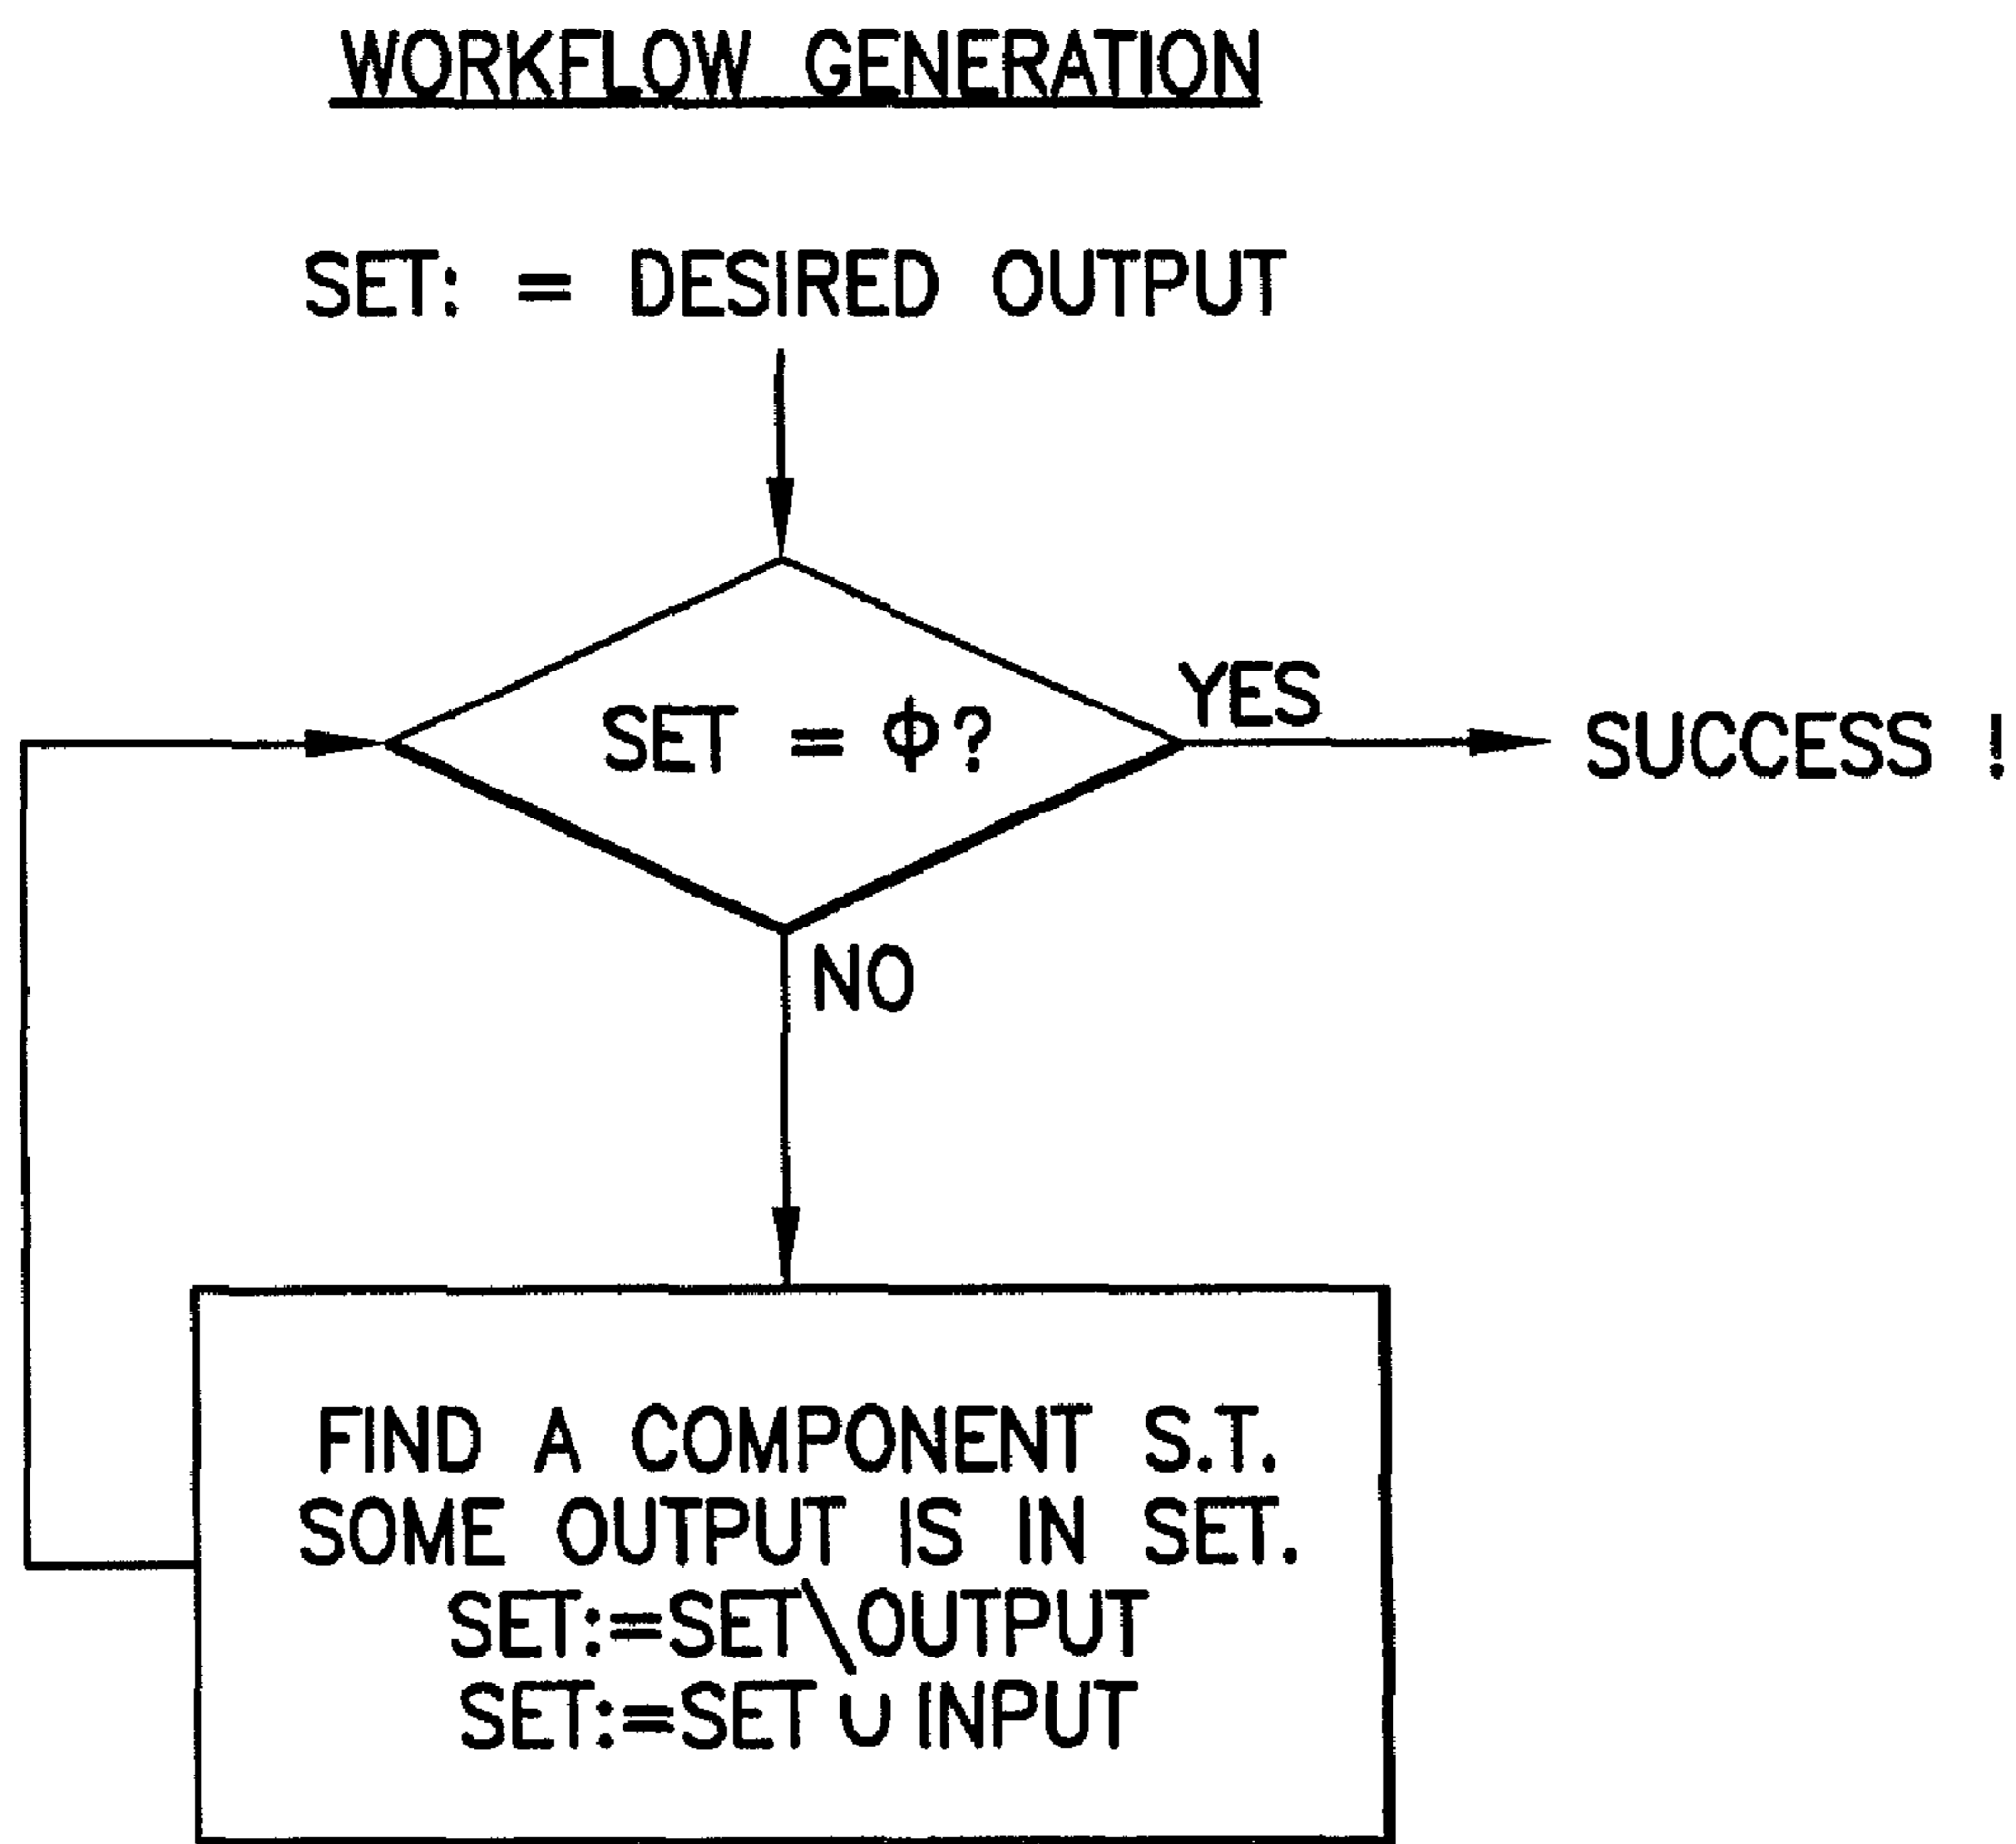 WORKFLOW GENERATION
SET: = DESIRED OUTPUT
SET = Φ?
YES
SUCCESS !
NO
FIND A COMPONENT S.T.
SOME OUTPUT IS IN SET.
SET:=SET\OUTPUT
SET:=SET∪INPUT